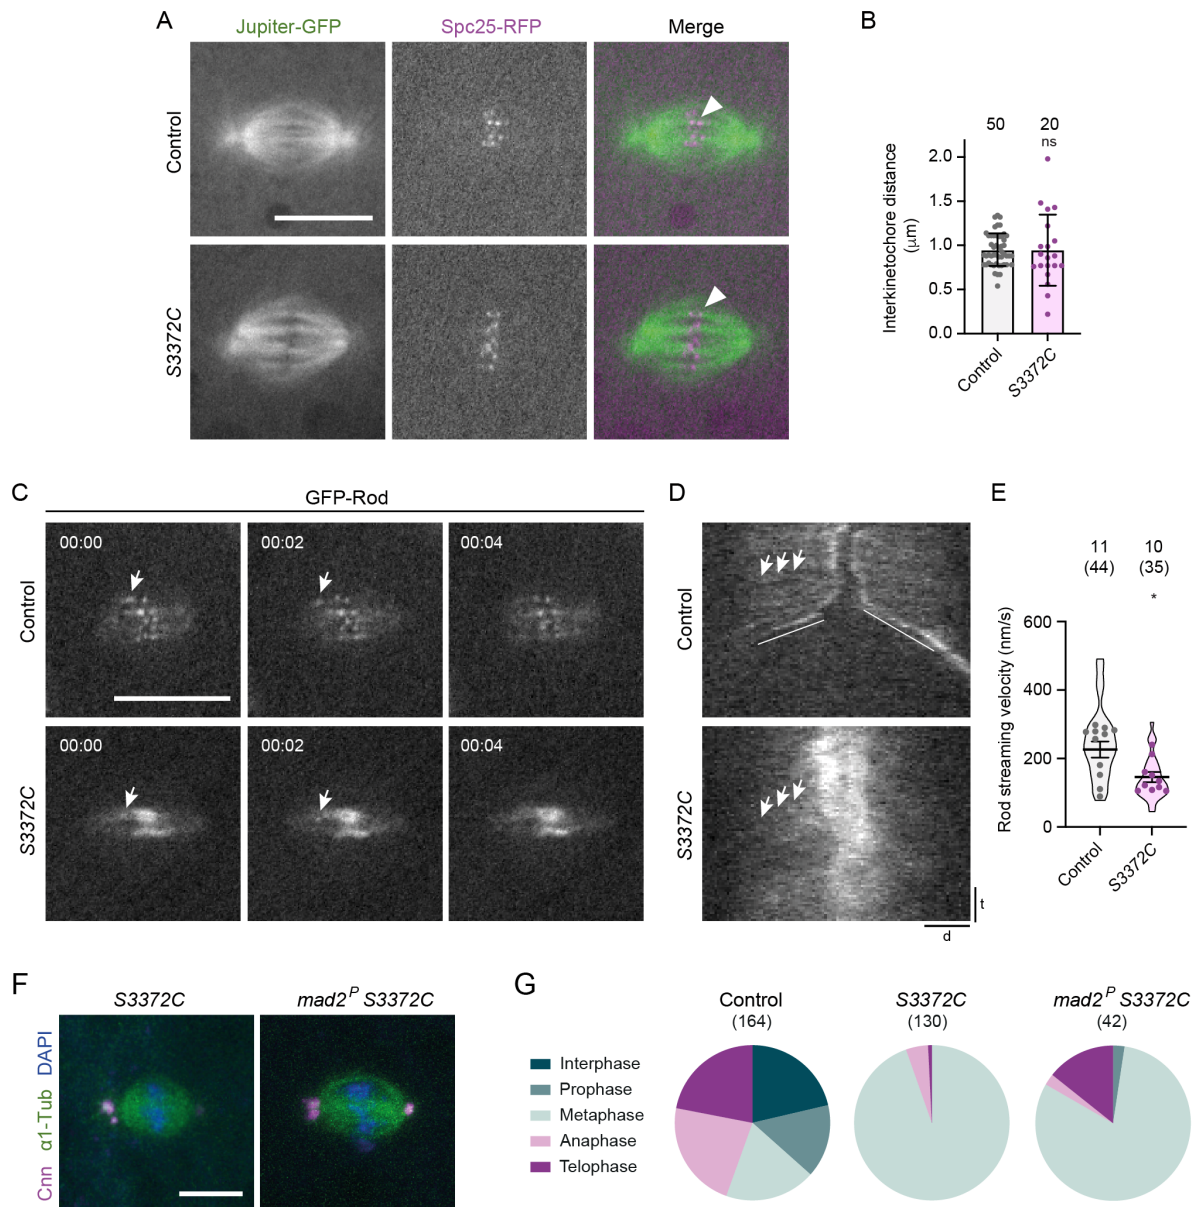 A
Jupiter-GFP
Spc25-RFP
Merge
Control
S3372C
B
50
20
ns
Interkinetochore distance
(μm)
2.0
1.5
1.0
0.5
0.0
Control
S3372C
C
GFP-Rod
Control
00:00
00:02
00:04
S3372C
00:00
00:02
00:04
D
Control
S3372C
t
d
E
11
(44)
10
(35)
*
Rod streaming velocity (nm/s)
600
400
200
0
Control
S3372C
F
S3372C
mad2ᴾ S3372C
Cnn α1-Tub DAPI
G
Interphase
Prophase
Metaphase
Anaphase
Telophase
Control
(164)
S3372C
(130)
mad2ᴾ S3372C
(42)